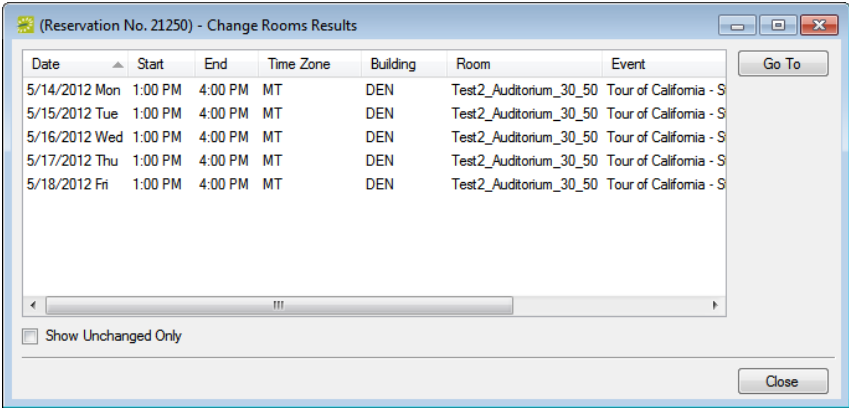 (Reservation No. 21250) - Change Rooms Results
Date Start End Time Zone Building Room Event
5/14/2012 Mon 1:00 PM 4:00 PM MT DEN Test2_Auditorium_30_50 Tour of California - S
5/15/2012 Tue 1:00 PM 4:00 PM MT DEN Test2_Auditorium_30_50 Tour of California - S
5/16/2012 Wed 1:00 PM 4:00 PM MT DEN Test2_Auditorium_30_50 Tour of California - S
5/17/2012 Thu 1:00 PM 4:00 PM MT DEN Test2_Auditorium_30_50 Tour of California - S
5/18/2012 Fri 1:00 PM 4:00 PM MT DEN Test2_Auditorium_30_50 Tour of California - S
Go To
Show Unchanged Only
Close